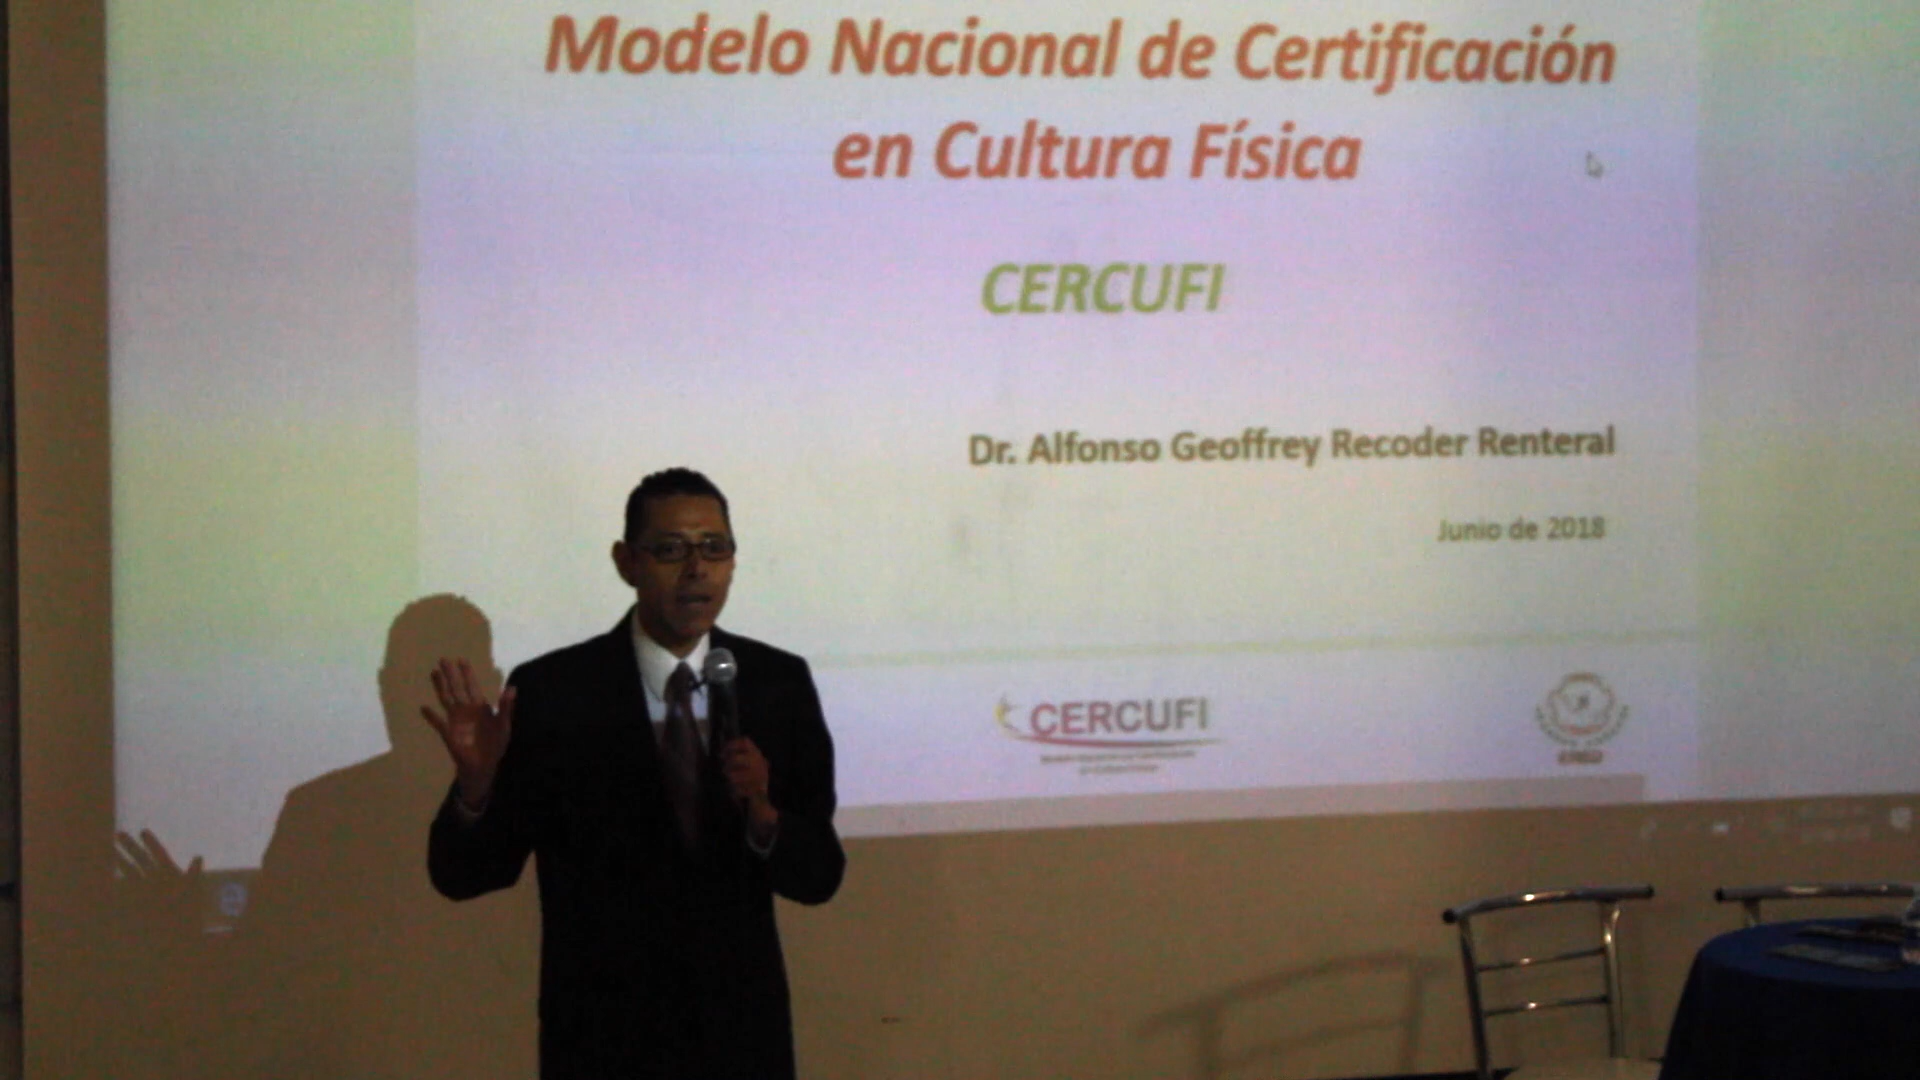 Modelo Nacional de Certificación
en Cultura Física
CERCUFI
Dr. Alfonso Geoffrey Recoder Renteral
Junio de 2018
CERCUFI